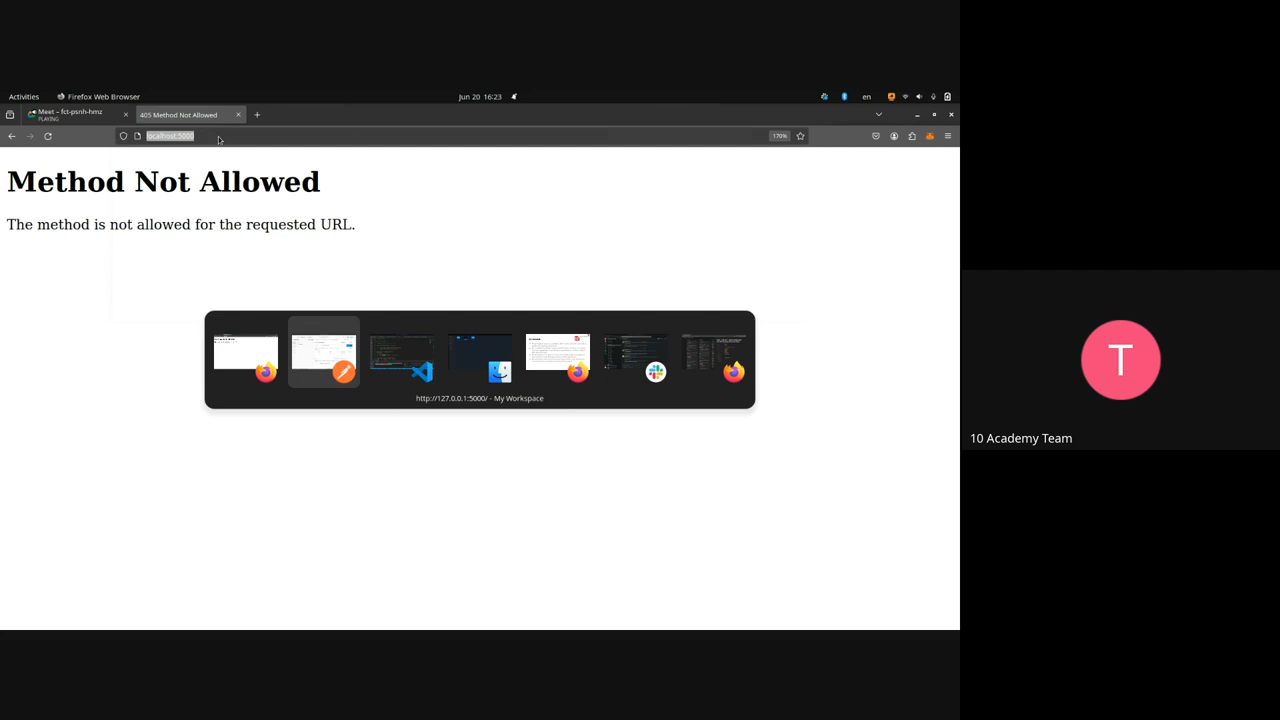 Activities
Firefox Web Browser
Jun 20 16:23
en
Meet – fct-psnh-hmz
PLAYING
405 Method Not Allowed
localhost:5000
170%
Method Not Allowed
The method is not allowed for the requested URL.
http://127.0.0.1:5000/ - My Workspace
T
10 Academy Team